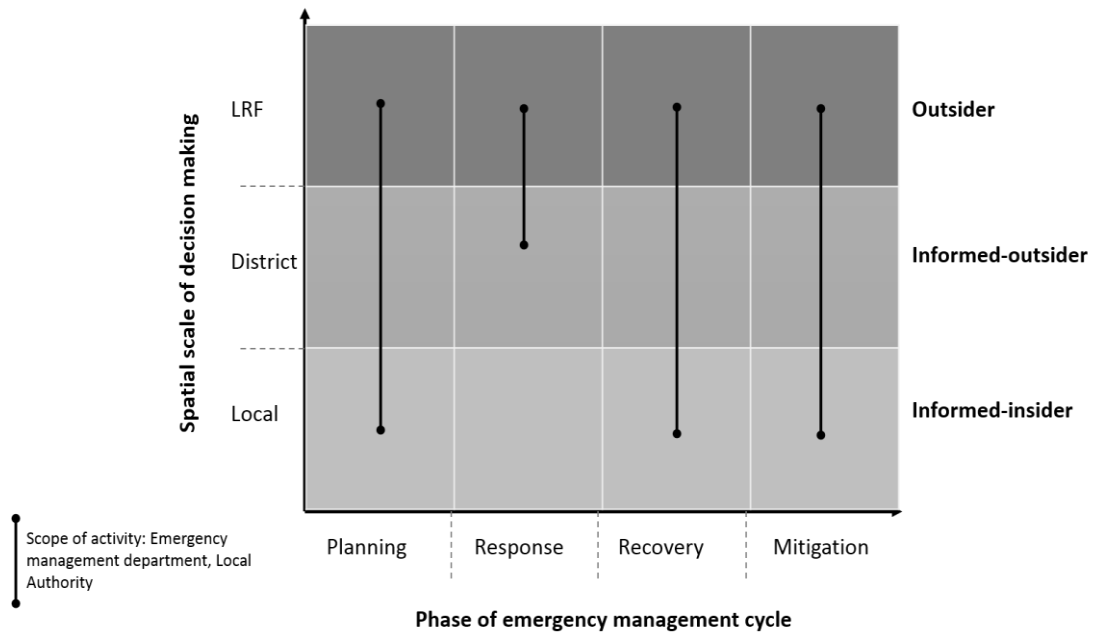 LRF
Outsider
District
Informed-outsider
Local
Informed-insider
Spatial scale of decision making
Planning
Response
Recovery
Mitigation
Phase of emergency management cycle
Scope of activity: Emergency
management department, Local
Authority